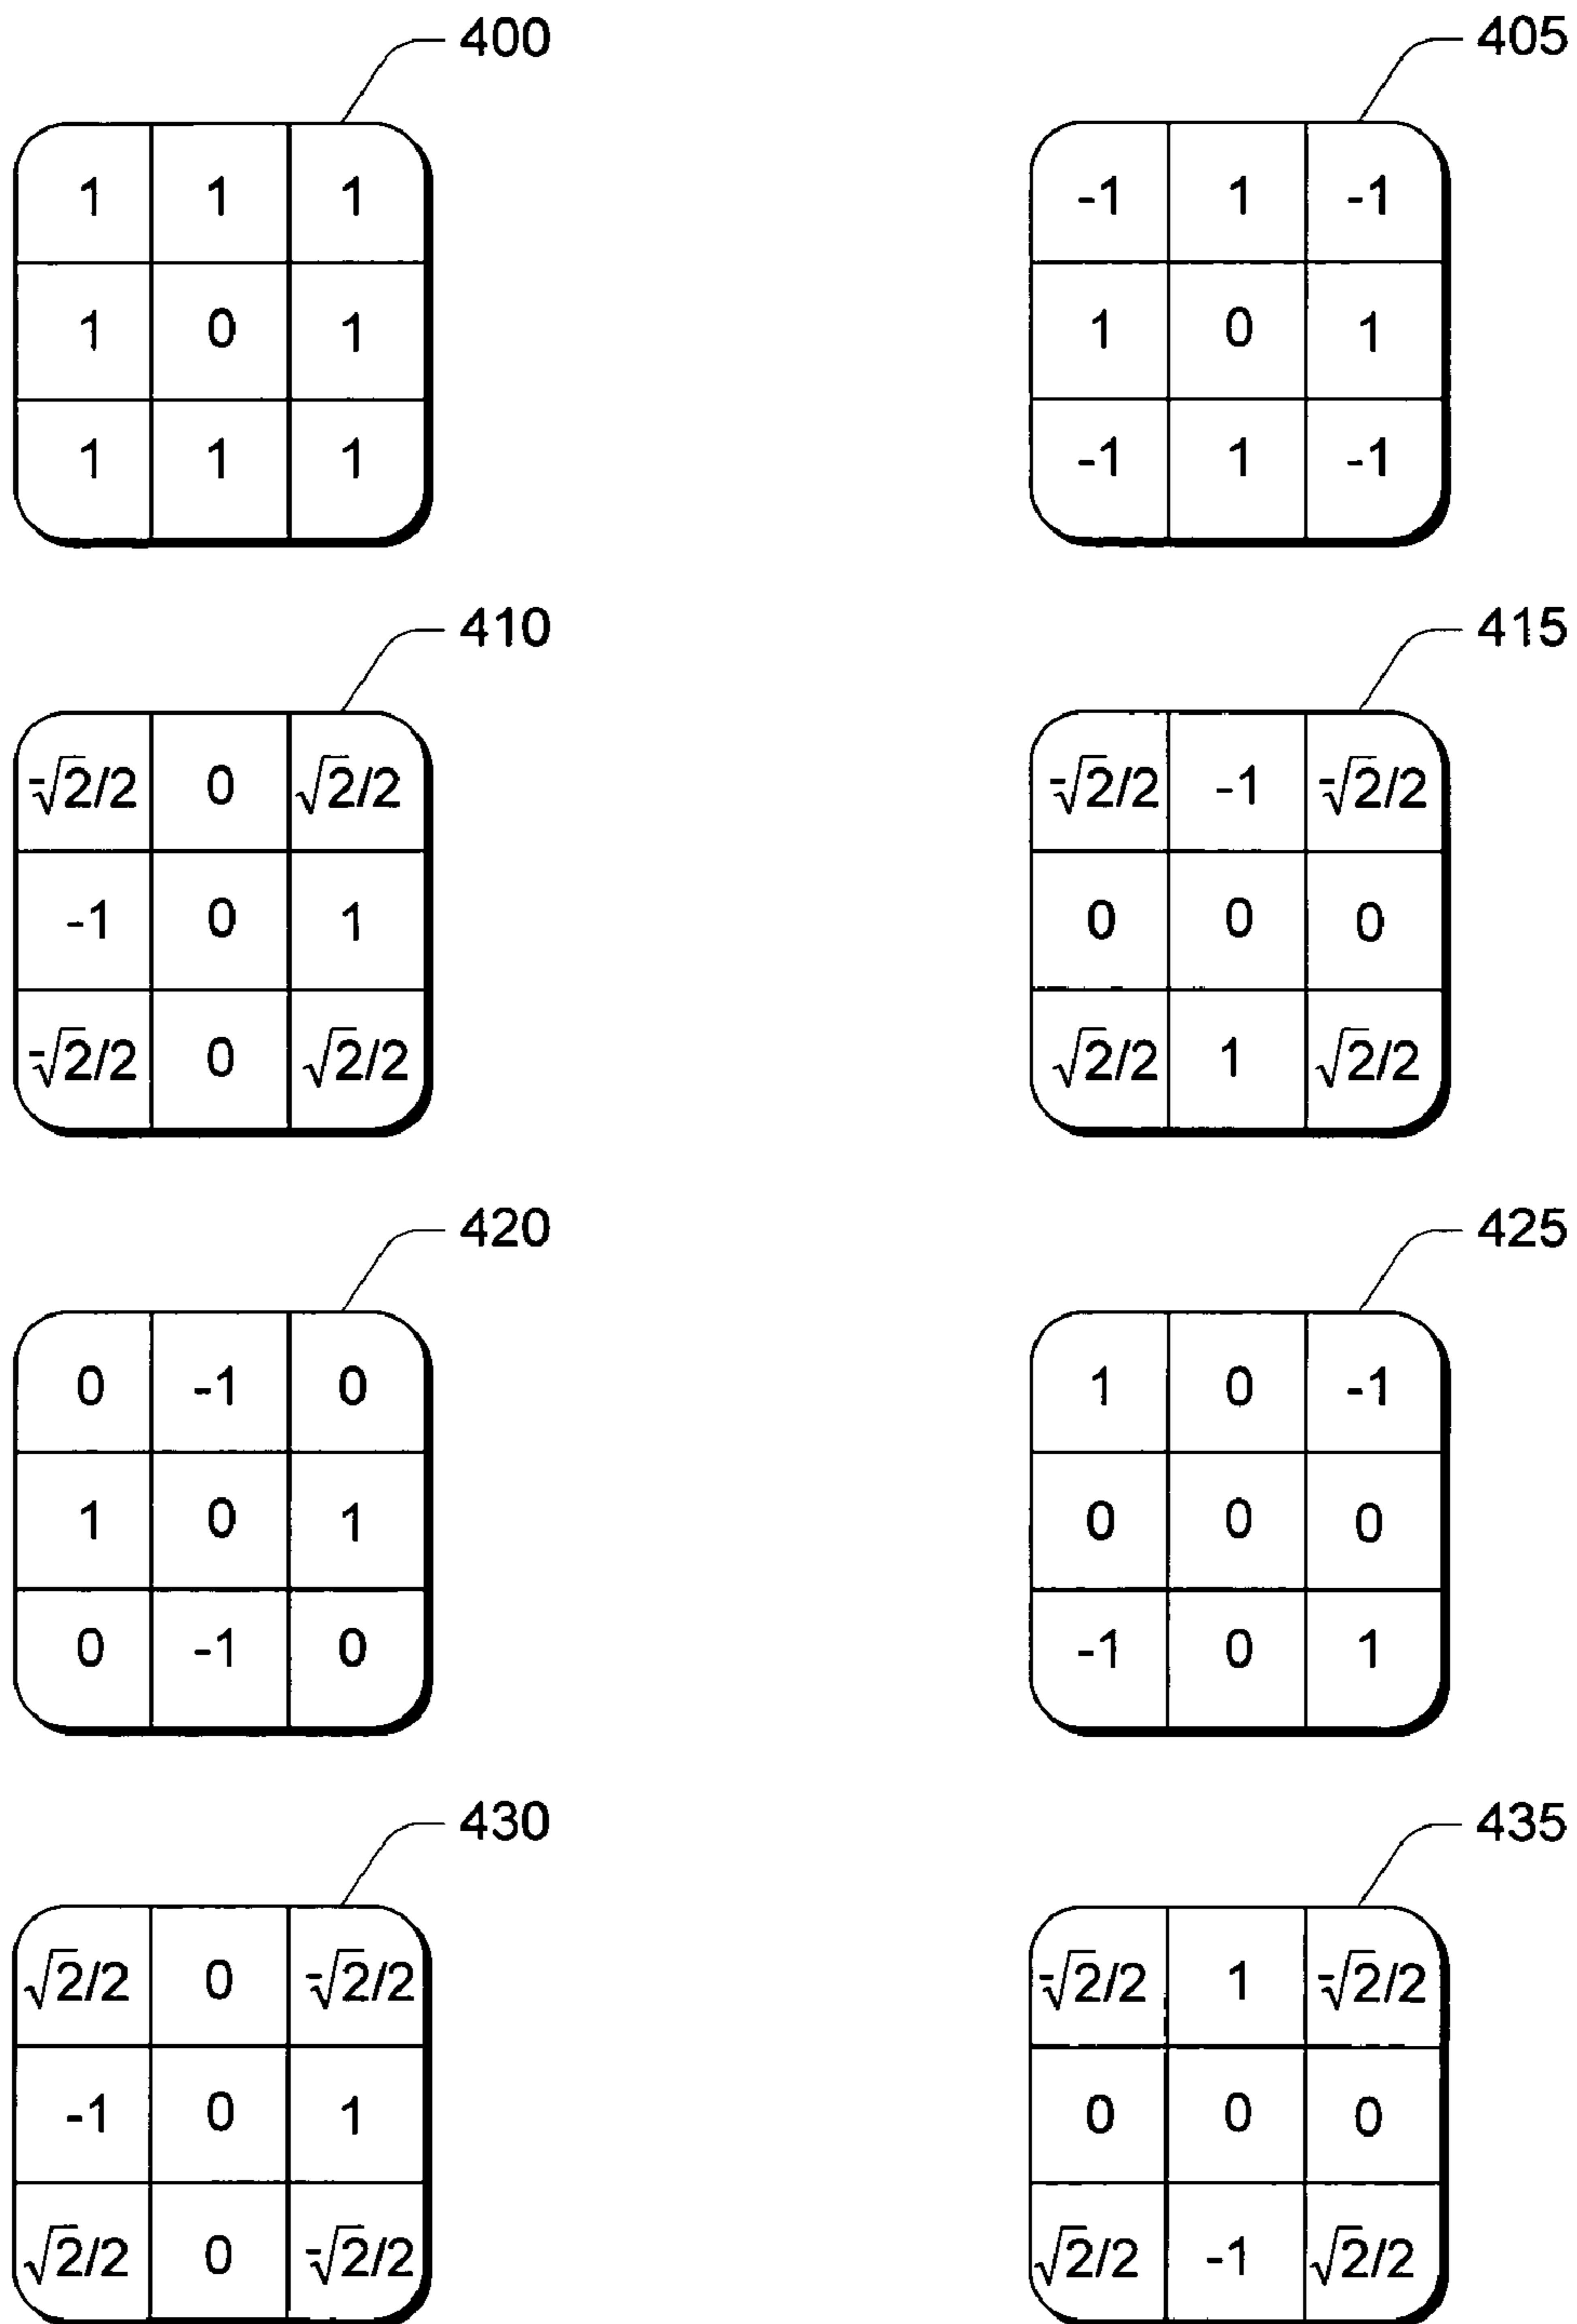 400 405
1 1 1 -1 1 -1
1 0 1 1 0 1
1 1 1 -1 1 -1
410 415
-√2/2 0 √2/2 -√2/2 -1 -√2/2
-1 0 1 0 0 0
-√2/2 0 √2/2 √2/2 1 √2/2
420 425
0 -1 0 1 0 -1
1 0 1 0 0 0
0 -1 0 -1 0 1
430 435
√2/2 0 -√2/2 -√2/2 1 -√2/2
-1 0 1 0 0 0
√2/2 0 -√2/2 √2/2 -1 √2/2